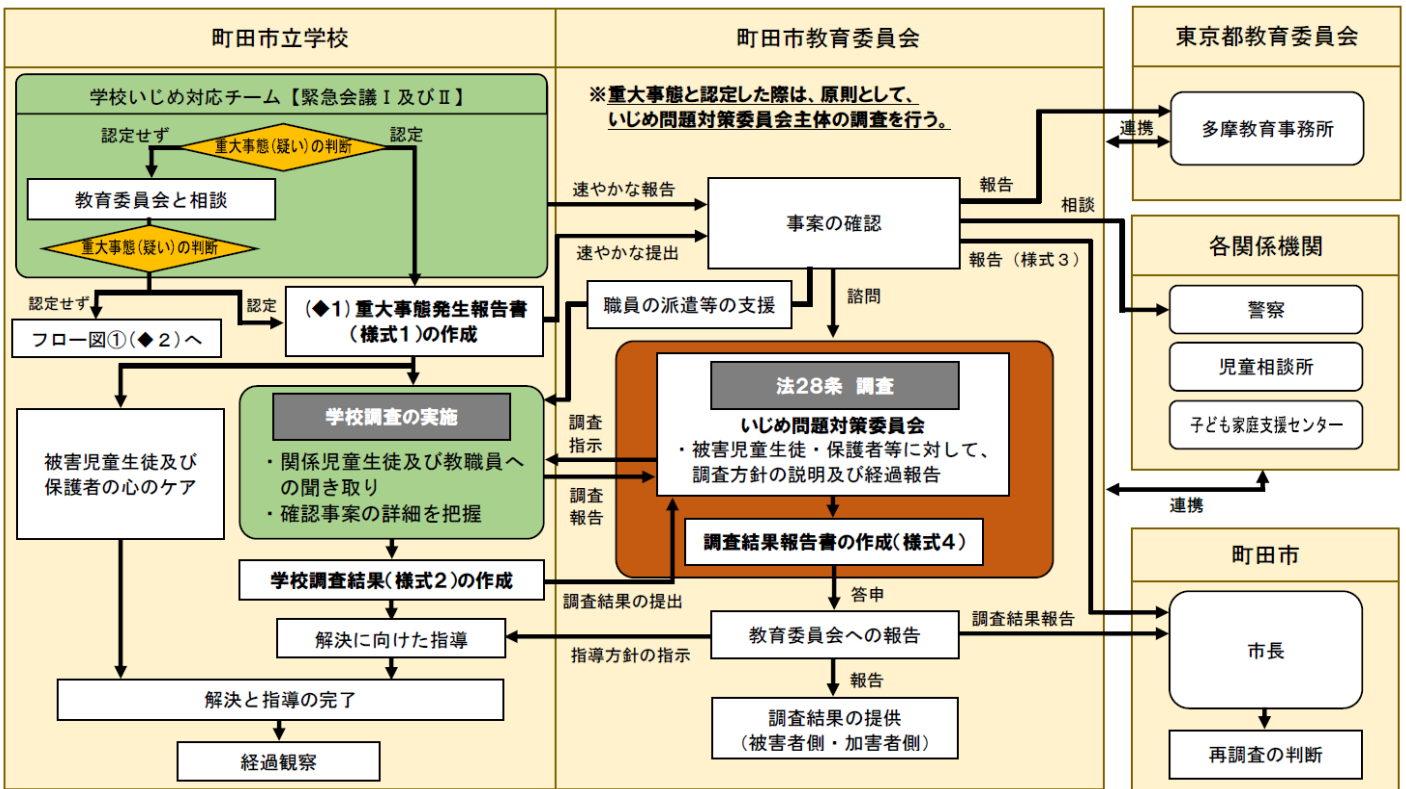 町田市立学校
学校いじめ対応チーム【緊急会議Ⅰ及びⅡ】
認定せず
重大事態(疑い)の判断
認定
教育委員会と相談
重大事態(疑い)の判断
認定せず
認定
フロー図①(◆2)へ
(◆1)重大事態発生報告書
(様式1)の作成
被害児童生徒及び
保護者の心のケア
学校調査の実施
・関係児童生徒及び教職員へ
の聞き取り
・確認事案の詳細を把握
学校調査結果(様式2)の作成
解決に向けた指導
解決と指導の完了
経過観察
町田市教育委員会
※重大事態と認定した際は、原則として、
いじめ問題対策委員会主体の調査を行う。
速やかな報告
速やかな提出
事案の確認
職員の派遣等の支援
諮問
法28条 調査
いじめ問題対策委員会
・被害児童生徒・保護者等に対して、
調査方針の説明及び経過報告
調査
指示
調査
報告
調査結果報告書の作成(様式4)
調査結果の提出
答申
教育委員会への報告
指導方針の指示
報告
調査結果の提供
(被害者側・加害者側)
報告
相談
報告(様式3)
調査結果報告
東京都教育委員会
連携
多摩教育事務所
各関係機関
警察
児童相談所
子ども家庭支援センター
連携
町田市
市長
再調査の判断